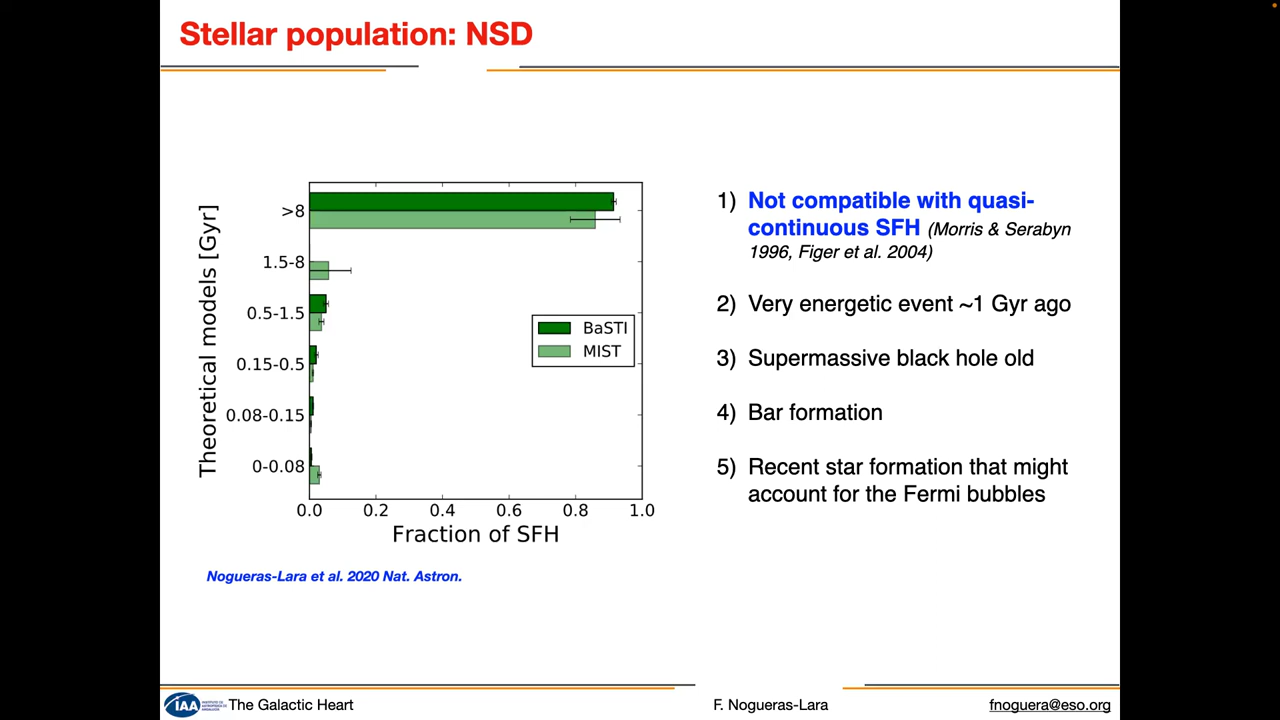 Stellar population: NSD
Theoretical models [Gyr]
>8
1.5-8
0.5-1.5
0.15-0.5
0.08-0.15
0-0.08
BaSTI
MIST
0.0 0.2 0.4 0.6 0.8 1.0
Fraction of SFH
Nogueras-Lara et al. 2020 Nat. Astron.
1) Not compatible with quasi-
continuous SFH (Morris & Serabyn
1996, Figer et al. 2004)
2) Very energetic event ~1 Gyr ago
3) Supermassive black hole old
4) Bar formation
5) Recent star formation that might
account for the Fermi bubbles
IAA
The Galactic Heart
F. Nogueras-Lara
fnoguera@eso.org